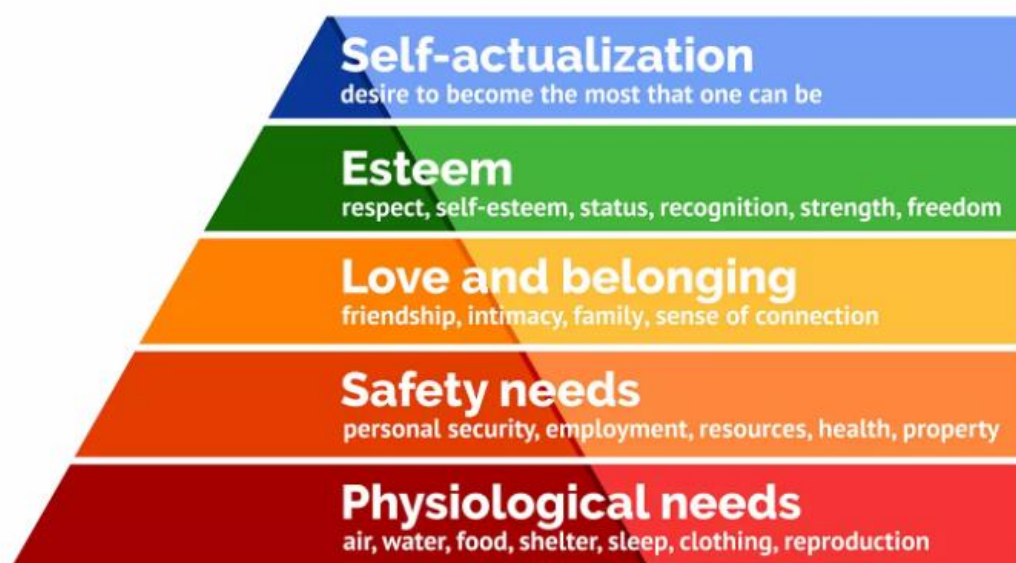 Self-actualization
desire to become the most that one can be
Esteem
respect, self-esteem, status, recognition, strength, freedom
Love and belonging
friendship, intimacy, family, sense of connection
Safety needs
personal security, employment, resources, health, property
Physiological needs
air, water, food, shelter, sleep, clothing, reproduction